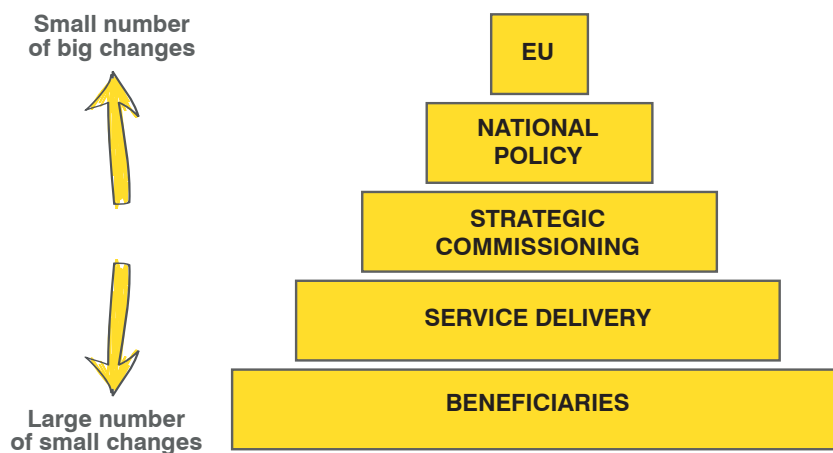 Small number
of big changes
EU
NATIONAL
POLICY
STRATEGIC
COMMISSIONING
SERVICE DELIVERY
BENEFICIARIES
Large number
of small changes